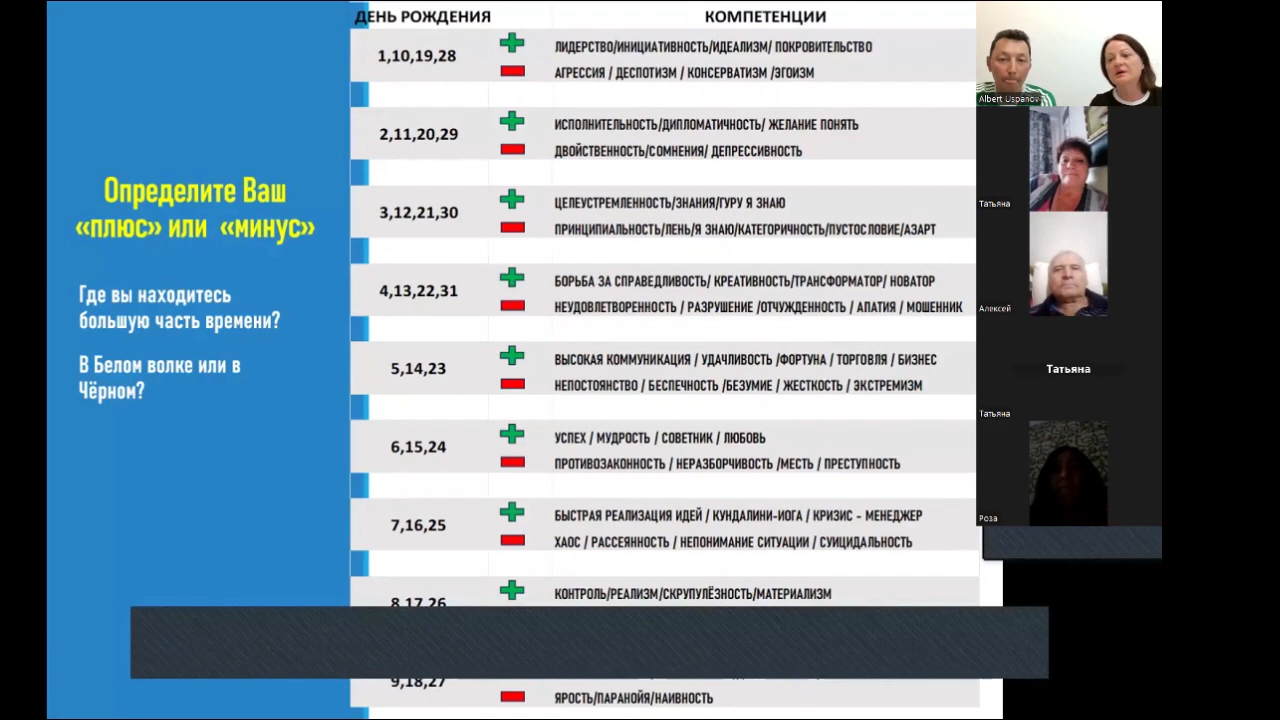 ДЕНЬ РОЖДЕНИЯ
КОМПЕТЕНЦИИ
Определите Ваш
«плюс» или «минус»
Где вы находитесь
большую часть времени?
В Белом волке или в
Чёрном?
1,10,19,28
ЛИДЕРСТВО/ИНИЦИАТИВНОСТЬ/ИДЕАЛИЗМ/ ПОКРОВИТЕЛЬСТВО
АГРЕССИЯ / ДЕСПОТИЗМ / КОНСЕРВАТИЗМ /ЭГОИЗМ
2,11,20,29
ИСПОЛНИТЕЛЬНОСТЬ/ДИПЛОМАТИЧНОСТЬ/ ЖЕЛАНИЕ ПОНЯТЬ
ДВОЙСТВЕННОСТЬ/СОМНЕНИЯ/ ДЕПРЕССИВНОСТЬ
3,12,21,30
ЦЕЛЕУСТРЕМЛЕННОСТЬ/ЗНАНИЯ/ГУРУ Я ЗНАЮ
ПРИНЦИПИАЛЬНОСТЬ/ЛЕНЬ/Я ЗНАЮ/КАТЕГОРИЧНОСТЬ/ПУСТОСЛОВИЕ/АЗАРТ
4,13,22,31
БОРЬБА ЗА СПРАВЕДЛИВОСТЬ/ КРЕАТИВНОСТЬ/ТРАНСФОРМАТОР/ НОВАТОР
НЕУДОВЛЕТВОРЕННОСТЬ / РАЗРУШЕНИЕ /ОТЧУЖДЕННОСТЬ / АПАТИЯ / МОШЕННИК
5,14,23
ВЫСОКАЯ КОММУНИКАЦИЯ / УДАЧЛИВОСТЬ /ФОРТУНА / ТОРГОВЛЯ / БИЗНЕС
НЕПОСТОЯНСТВО / БЕСПЕЧНОСТЬ /БЕЗУМИЕ / ЖЕСТКОСТЬ / ЭКСТРЕМИЗМ
6,15,24
УСПЕХ / МУДРОСТЬ / СОВЕТНИК / ЛЮБОВЬ
ПРОТИВОЗАКОННОСТЬ / НЕРАЗБОРЧИВОСТЬ /МЕСТЬ / ПРЕСТУПНОСТЬ
7,16,25
БЫСТРАЯ РЕАЛИЗАЦИЯ ИДЕЙ / КУНДАЛИНИ-ЙОГА / КРИЗИС - МЕНЕДЖЕР
ХАОС / РАССЕЯННОСТЬ / НЕПОНИМАНИЕ СИТУАЦИИ / СУИЦИДАЛЬНОСТЬ
8,17,26
КОНТРОЛЬ/РЕАЛИЗМ/СКРУПУЛЁЗНОСТЬ/МАТЕРИАЛИЗМ
9,18,27
ЯРОСТЬ/ПАРАНОЙЯ/НАИВНОСТЬ
Albert Uspanov
Татьяна
Алексей
Татьяна
Татьяна
Роза